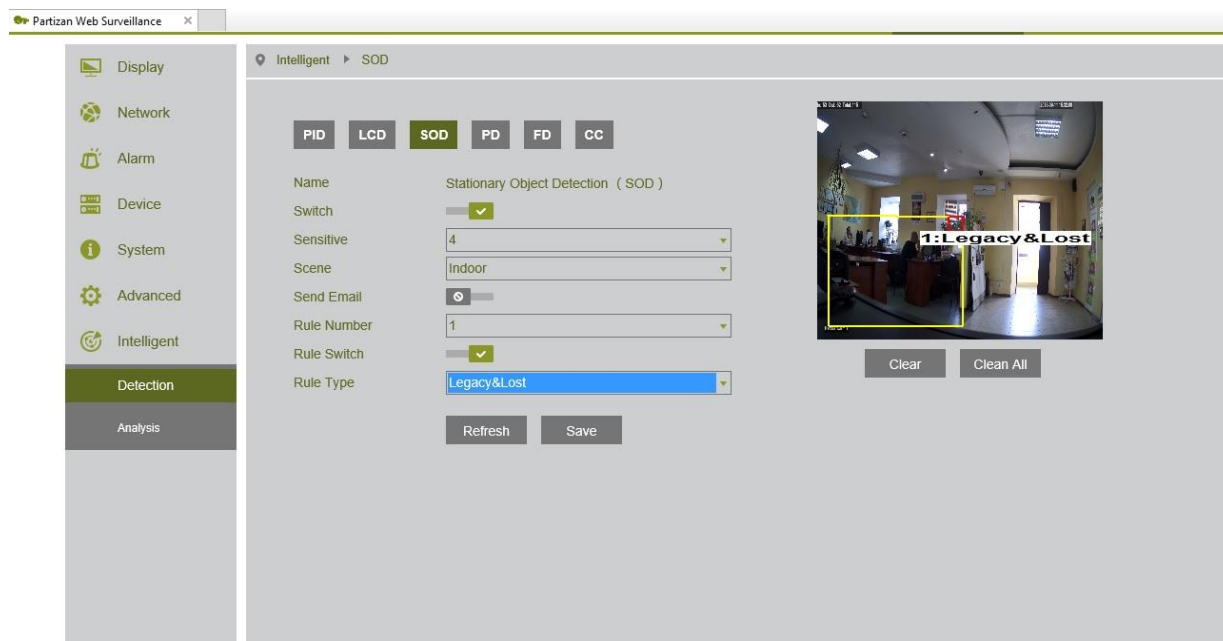 Partizan Web Surveillance
Display
Network
Alarm
Device
System
Advanced
Intelligent
Detection
Analysis
Intelligent SOD
PID LCD SOD PD FD CC
Name Stationary Object Detection ( SOD )
Switch
Sensitive 4
Scene Indoor
Send Email
Rule Number 1
Rule Switch
Rule Type Legacy&Lost
Refresh Save
1:Legacy&Lost
Clear Clean All